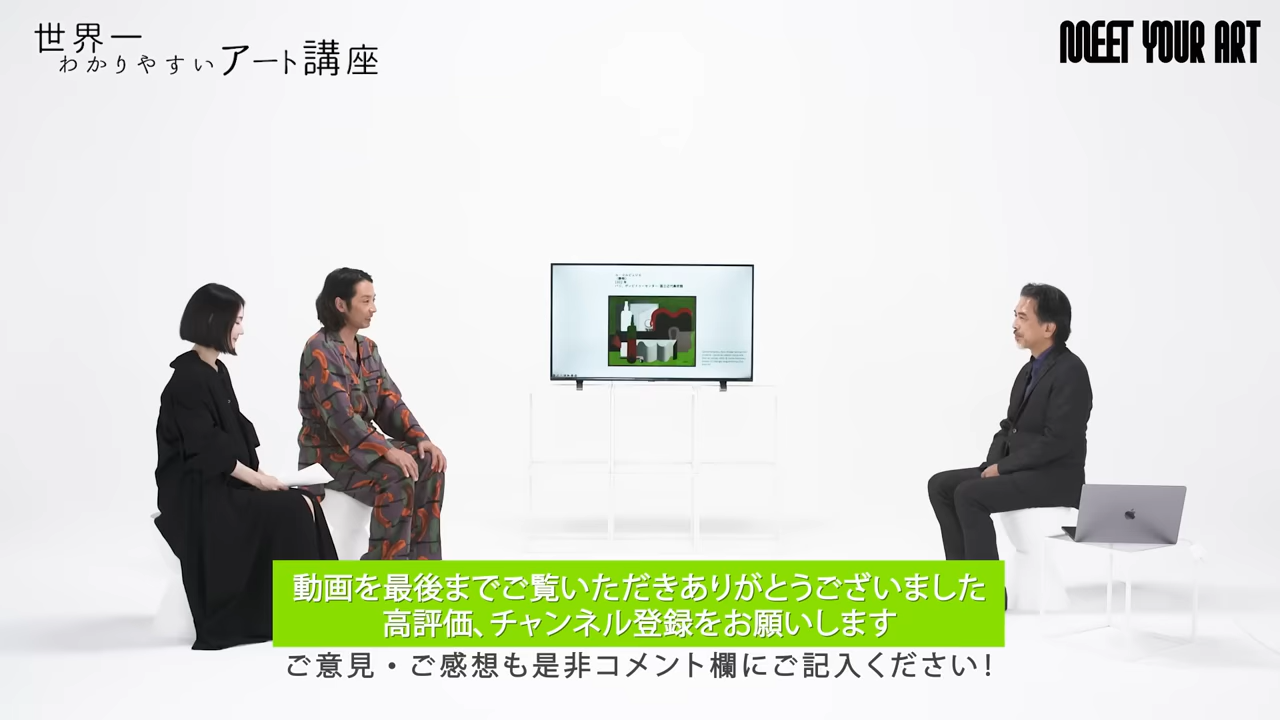 世界一
わかりやすいアート講座
MEET YOUR ART
動画を最後までご覧いただきありがとうございました
高評価、チャンネル登録をお願いします
ご意見・ご感想も是非コメント欄にご記入ください！